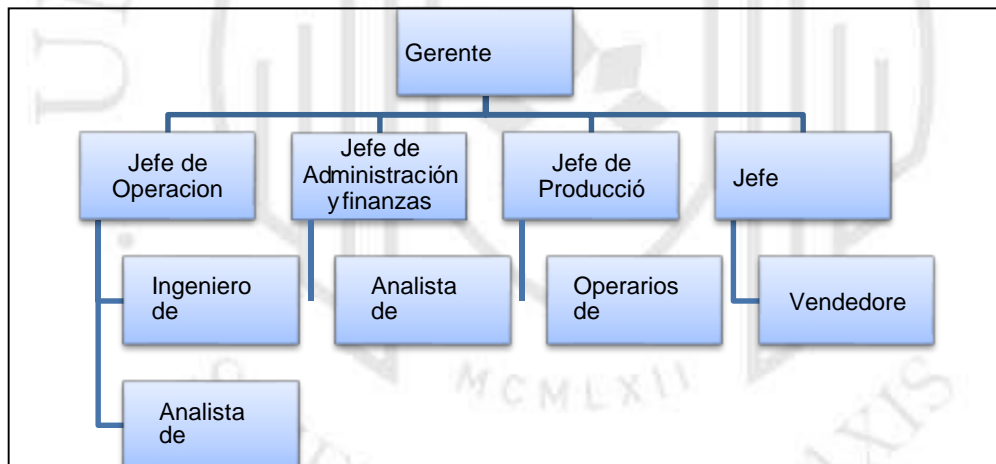 Gerente
Jefe de
Operacion
Jefe de
Administración
y finanzas
Jefe de
Producció
Jefe
Ingeniero
de
Analista
de
Operarios
de
Vendedore
Analista
de
MCMLXII